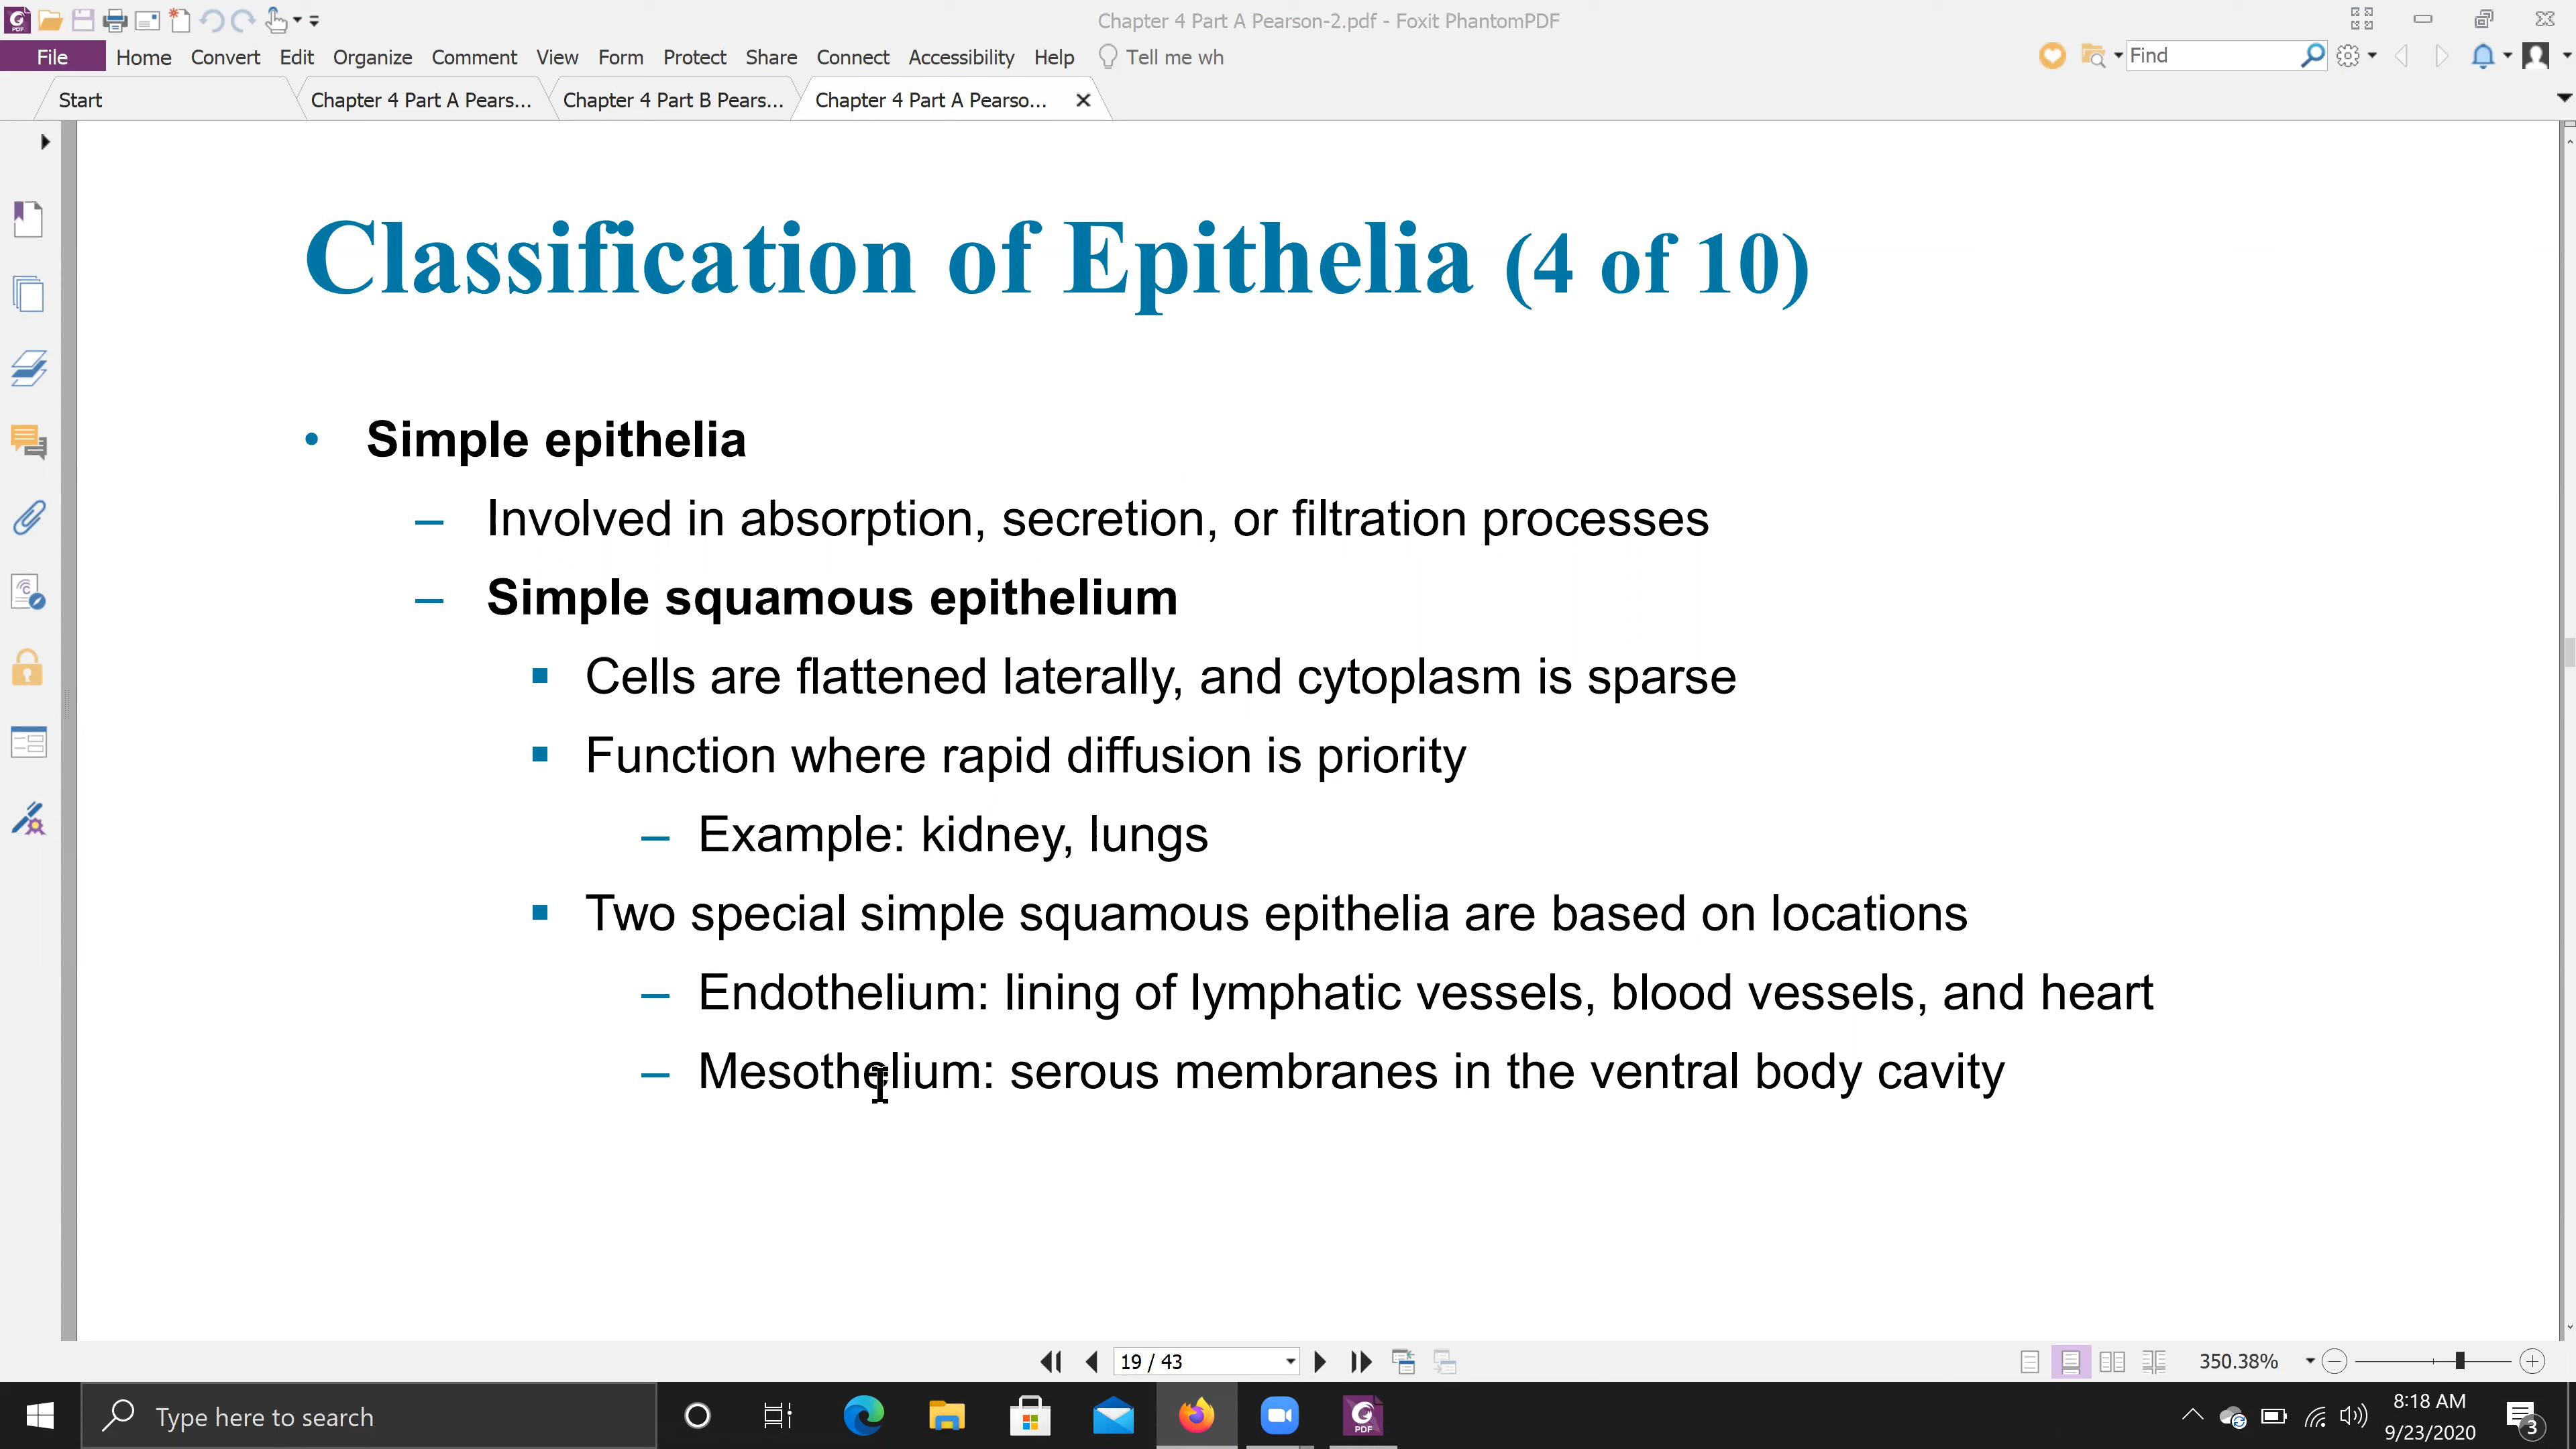 Chapter 4 Part A Pearson-2.pdf - Foxit PhantomPDF
File Home Convert Edit Organize Comment View Form Protect Share Connect Accessibility Help Tell me wh Find
Start Chapter 4 Part A Pears... Chapter 4 Part B Pears... Chapter 4 Part A Pearso...
Classification of Epithelia (4 of 10)
• Simple epithelia
– Involved in absorption, secretion, or filtration processes
– Simple squamous epithelium
▪ Cells are flattened laterally, and cytoplasm is sparse
▪ Function where rapid diffusion is priority
– Example: kidney, lungs
▪ Two special simple squamous epithelia are based on locations
– Endothelium: lining of lymphatic vessels, blood vessels, and heart
– Mesothelium: serous membranes in the ventral body cavity
19 / 43 350.38%
Type here to search
PDF
8:18 AM
9/23/2020
3